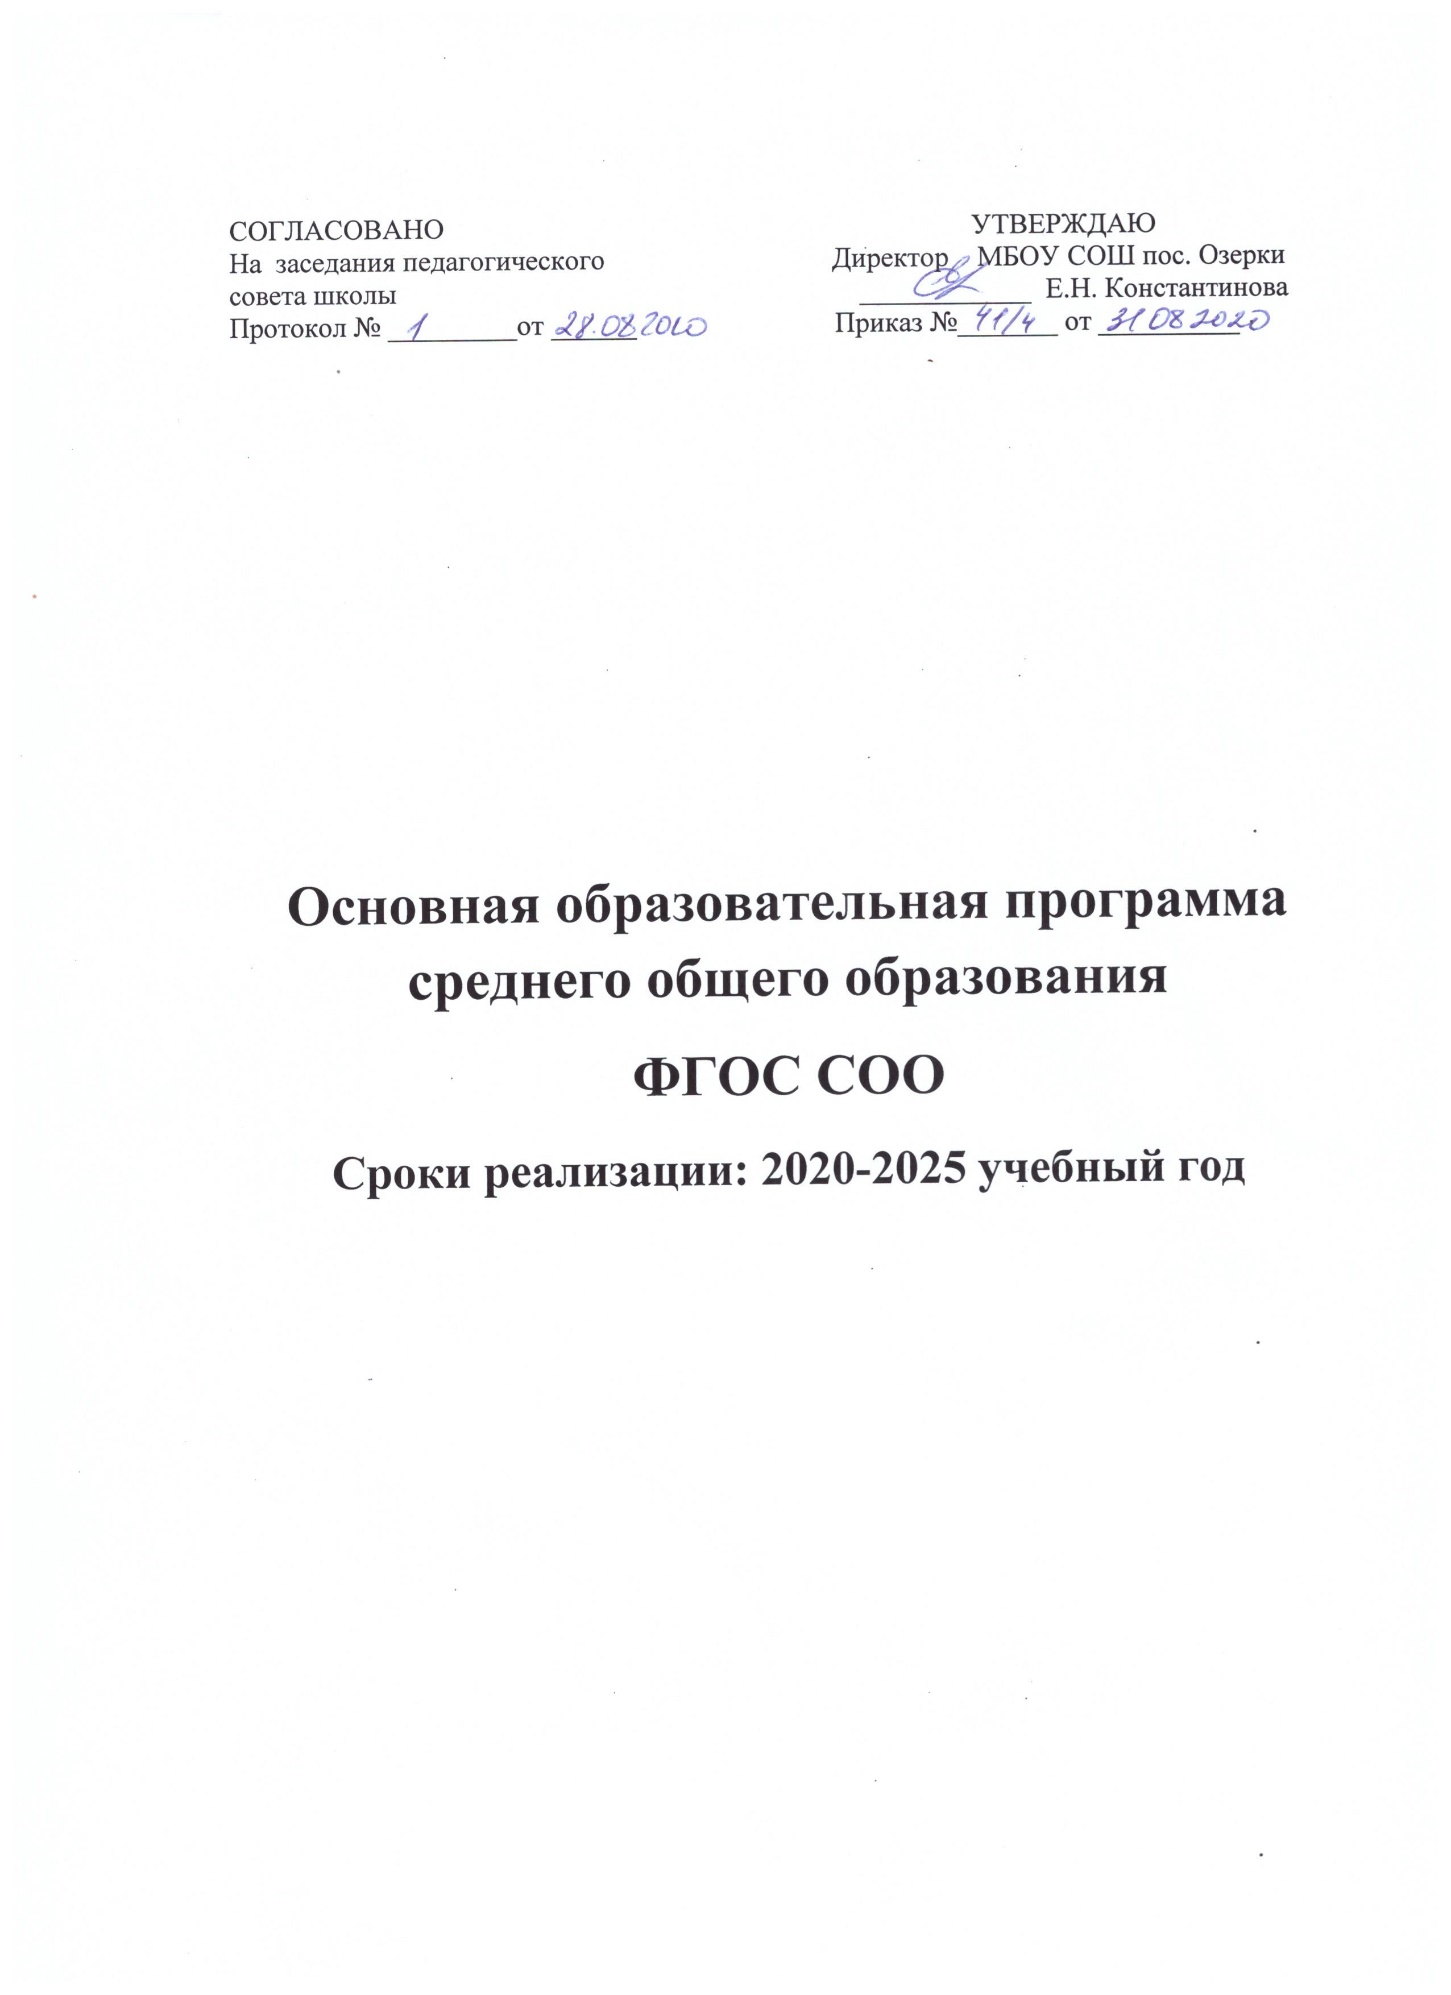 СОГЛАСОВАНО
На заседания педагогического
совета школы
Протокол № 1 от 28.08 2020
УТВЕРЖДАЮ
Директор МБОУ СОШ пос. Озерки
Е.Н. Константинова
Приказ № 41/4 от 31 08 2020
Основная образовательная программа
среднего общего образования
ФГОС СОО
Сроки реализации: 2020-2025 учебный год